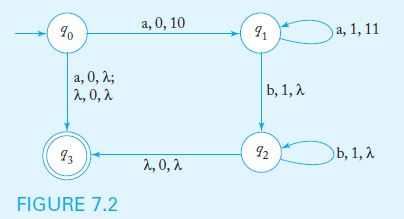 q0
a, 0, 10
q1
a, 1, 11
a, 0, λ;
λ, 0, λ
b, 1, λ
q3
λ, 0, λ
q2
b, 1, λ
FIGURE 7.2